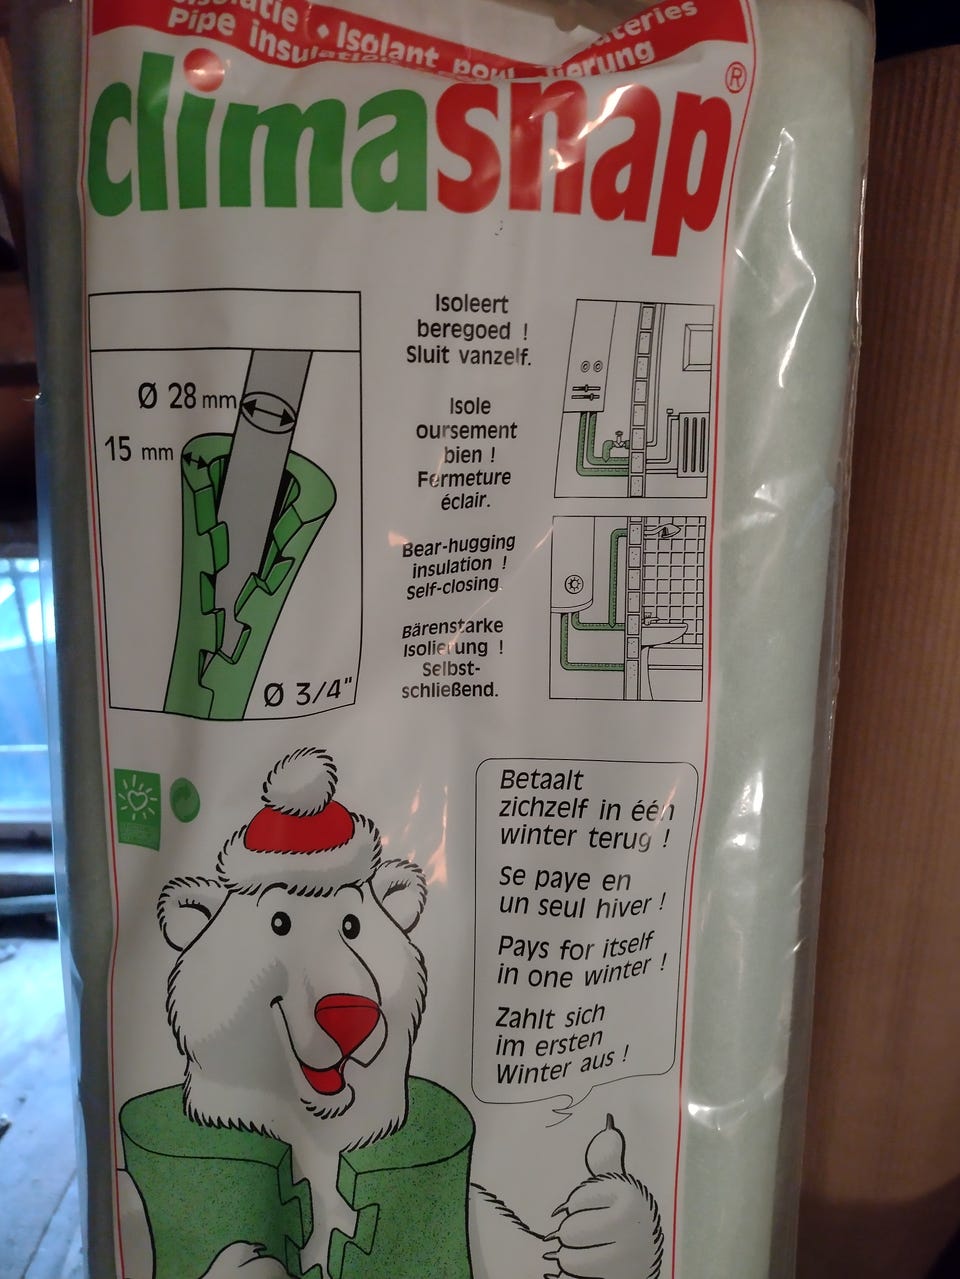 Isolant pour
Pipe insulation
climasnap®
Ø 28 mm
15 mm
Ø 3/4"
Isoleert
beregoed !
Sluit vanzelf.
Isole
oursement
bien !
Fermeture
éclair.
Bear-hugging
insulation !
Self-closing
Bärenstarke
Isolierung !
Selbst-
schließend.
Betaalt
zichzelf in één
winter terug !
Se paye en
un seul hiver !
Pays for itself
in one winter !
Zahlt sich
im ersten
Winter aus !